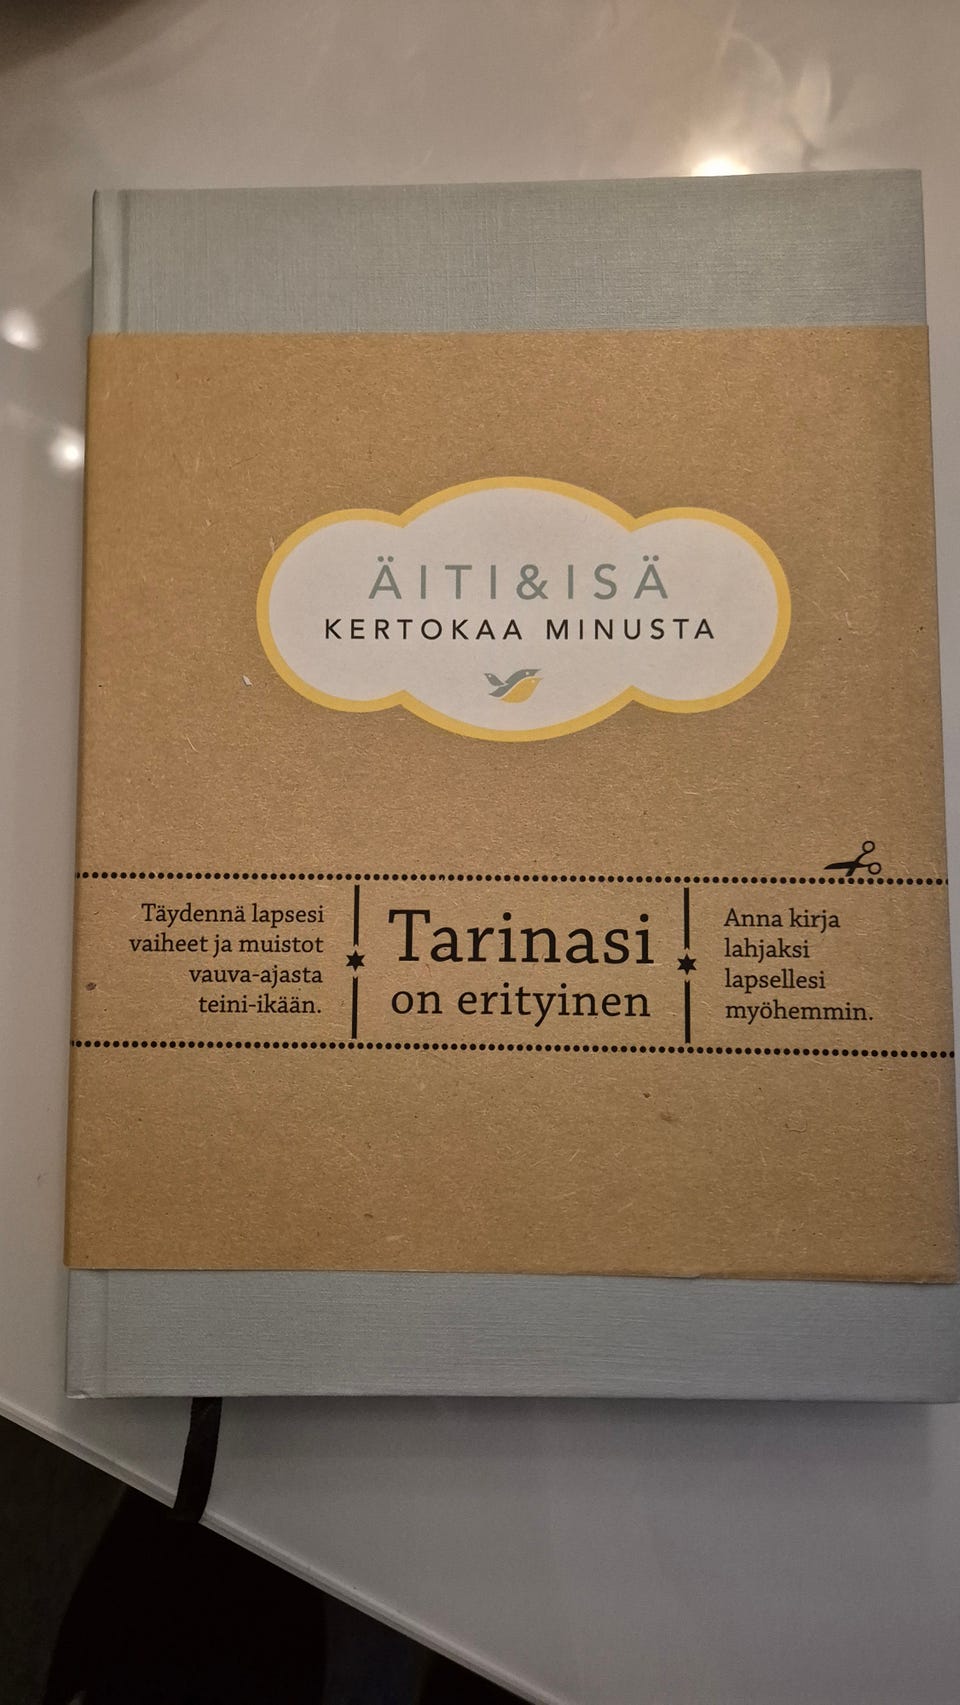 ÄITI&ISÄ
KERTOKAA MINUSTA
Täydennä lapsesi
vaiheet ja muistot
vauva-ajasta
teini-ikään.
Tarinasi
on erityinen
Anna kirja
lahjaksi
lapsellesi
myöhemmin.